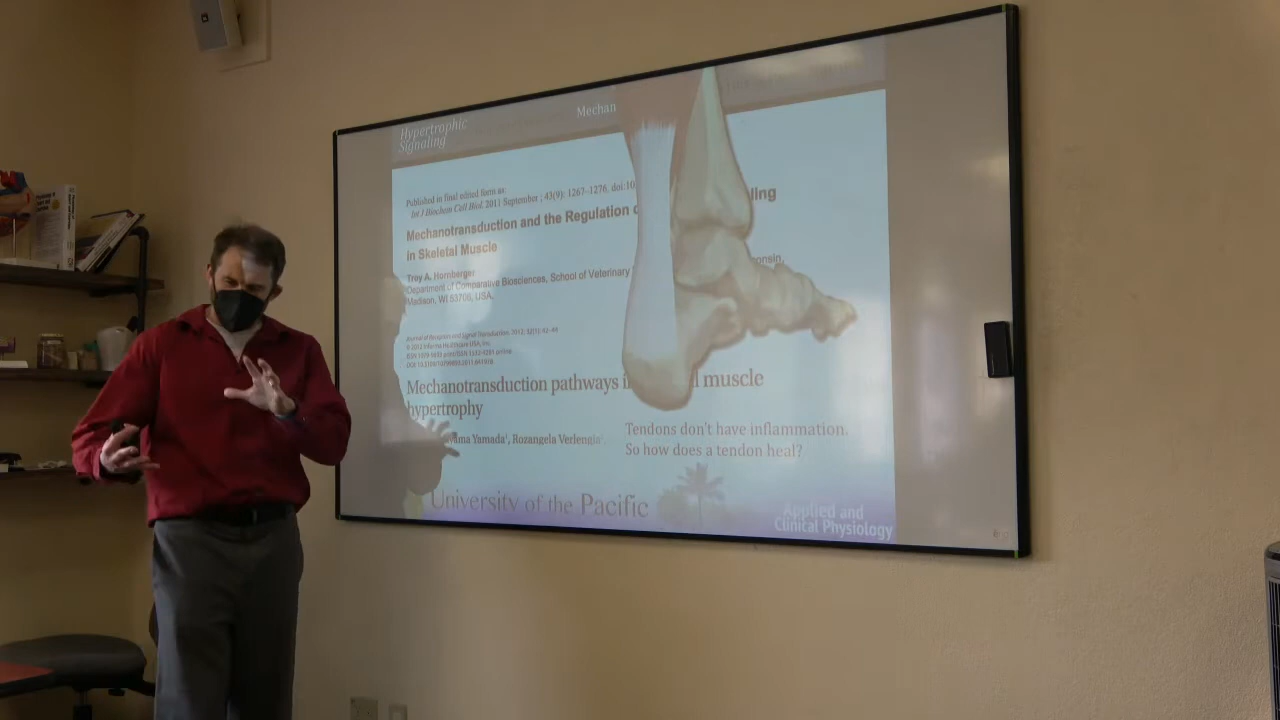 Hypertrophic
Signaling
Mechan
Published in final edited form as:
Int J Biochem Cell Biol. 2011 September ; 43(9): 1267–1276. doi:10.
Mechanotransduction and the Regulation o
ling
in Skeletal Muscle
Troy A. Hornberger
Department of Comparative Biosciences, School of Veterinary
onsin,
Madison, WI 53706, USA.
Mechanotransduction pathways i
l muscle
hypertrophy
Yamada¹, Rozangela Verlengia
Tendons don't have inflammation.
So how does a tendon heal?
University of the Pacific
Applied and
Clinical Physiology